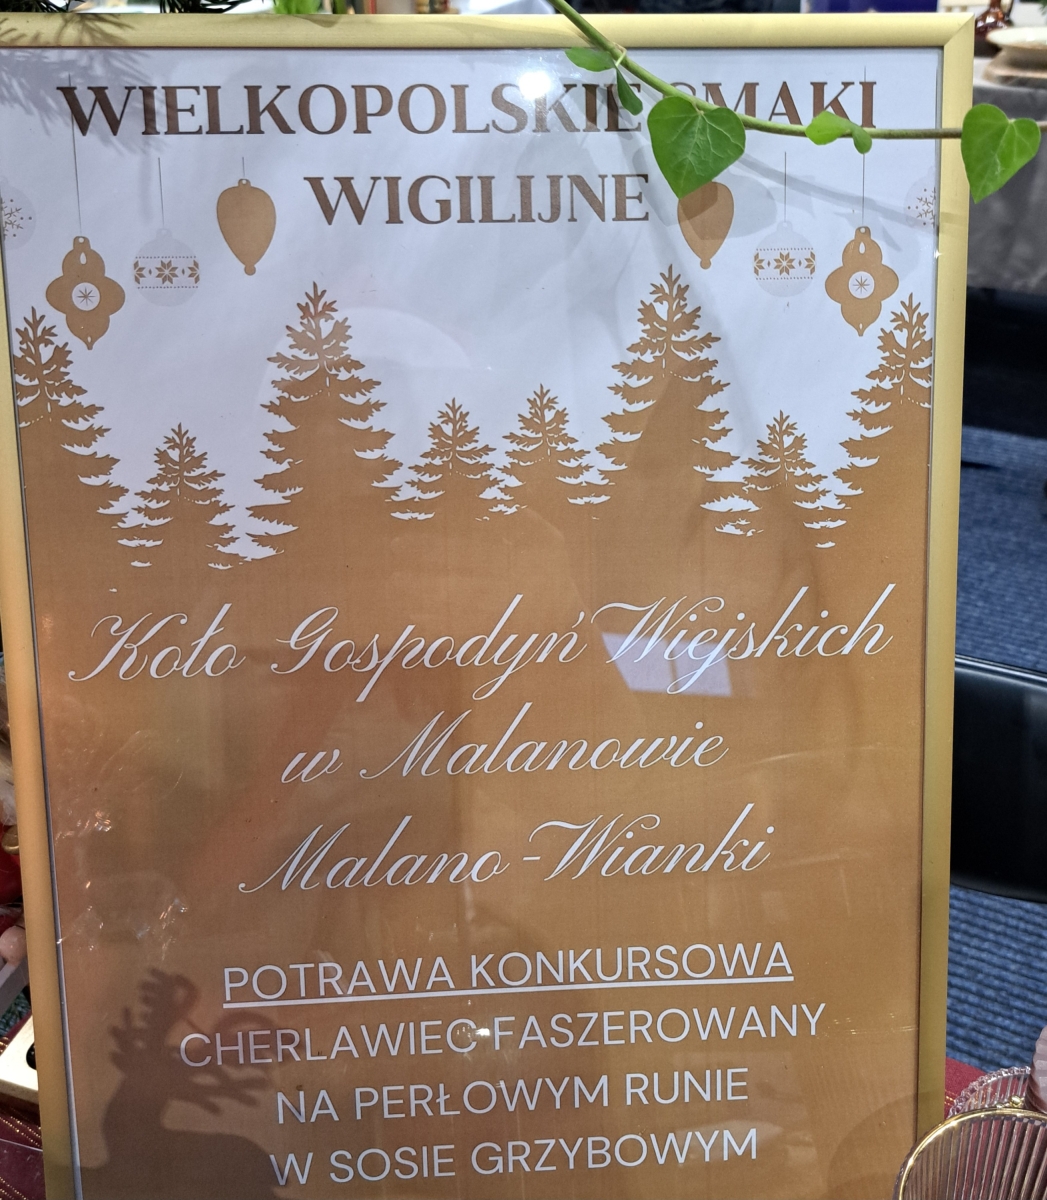 WIELKOPOLSKIE SMAKI
WIGILIJNE
Koło Gospodyń Wiejskich
w Malanowie
Malano-Wianki
POTRAWA KONKURSOWA
CHERLAWIEC FASZEROWANY
NA PERŁOWYM RUNIE
W SOSIE GRZYBOWYM